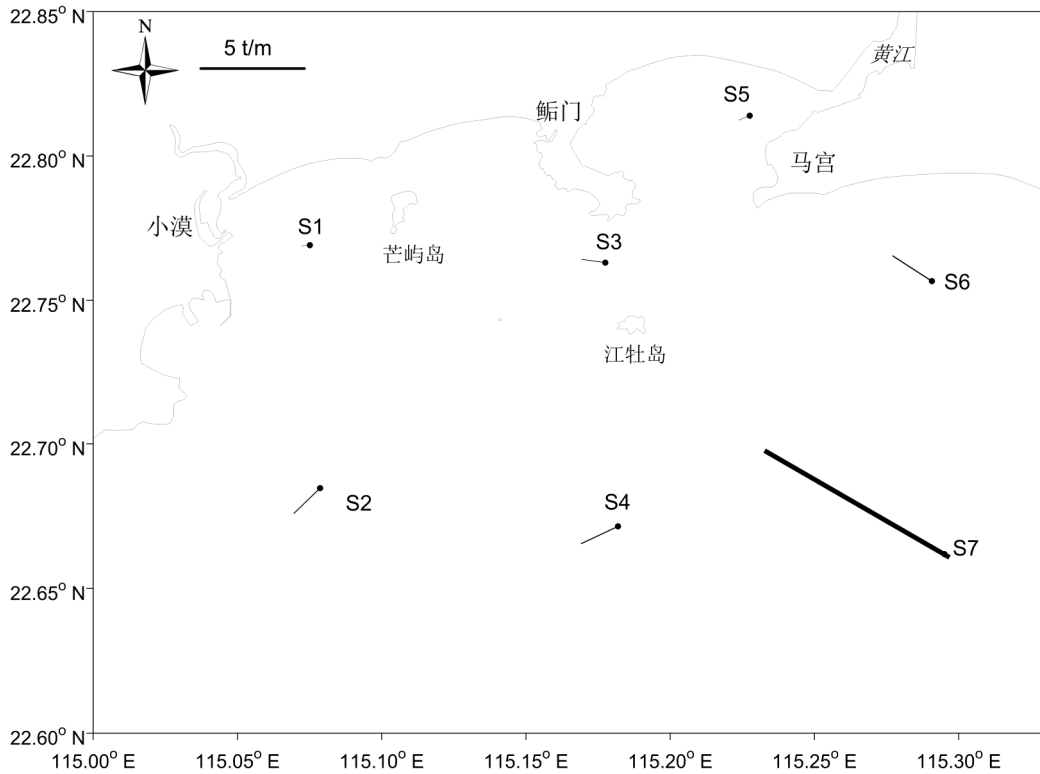 22.85° N
N
5 t/m
黄江
S5
鲘门
22.80° N
马宫
小漠
S1
S3
芒屿岛
S6
22.75° N
江牡岛
22.70° N
S2
S4
S7
22.65° N
22.60° N
115.00° E 115.05° E 115.10° E 115.15° E 115.20° E 115.25° E 115.30° E